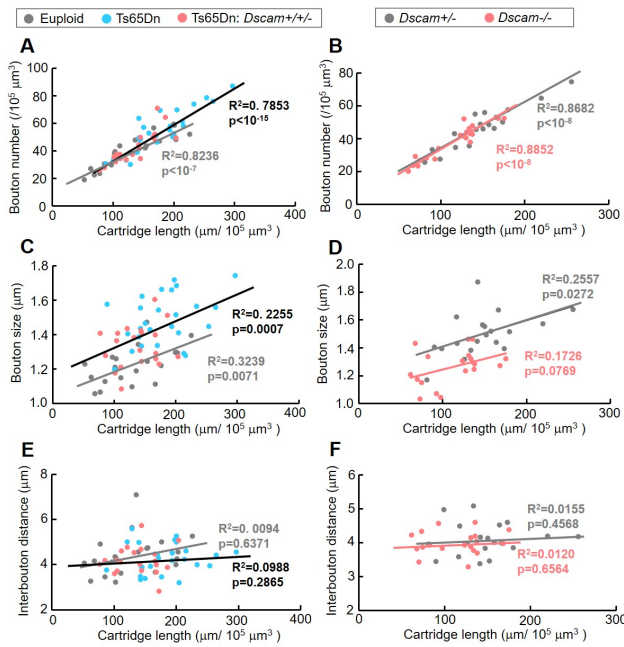 Euploid Ts65Dn Ts65Dn: Dscam+/+/-
Dscam+/- Dscam-/-
A
Bouton number (/10⁵ µm³)
100
80
60
40
20
0
R²=0. 7853
p<10⁻¹⁵
R²=0.8236
p<10⁻⁷
0 100 200 300 400
Cartridge length (µm/ 10⁵ µm³)
B
Bouton number (/10⁵ µm³)
80
60
40
20
0
R²=0.8682
p<10⁻⁸
R²=0.8852
p<10⁻⁸
0 100 200 300
Cartridge length (µm/ 10⁵ µm³)
C
Bouton size (µm)
1.8
1.6
1.4
1.2
1.0
R²=0. 2255
p=0.0007
R²=0.3239
p=0.0071
0 100 200 300 400
Cartridge length (µm/ 10⁵ µm³)
D
Bouton size (µm)
2.0
1.8
1.6
1.4
1.2
1.0
R²=0.2557
p=0.0272
R²=0.1726
p=0.0769
0 100 200 300
Cartridge length (µm/ 10⁵ µm³)
E
Interbouton distance (µm)
8
6
4
2
R²=0. 0094
p=0.6371
R²=0.0988
p=0.2865
0 100 200 300 400
Cartridge length (µm/ 10⁵ µm³)
F
Interbouton distance (µm)
6
5
4
3
2
R²=0.0155
p=0.4568
R²=0.0120
p=0.6564
0 100 200 300
Cartridge length (µm/ 10⁵ µm³)